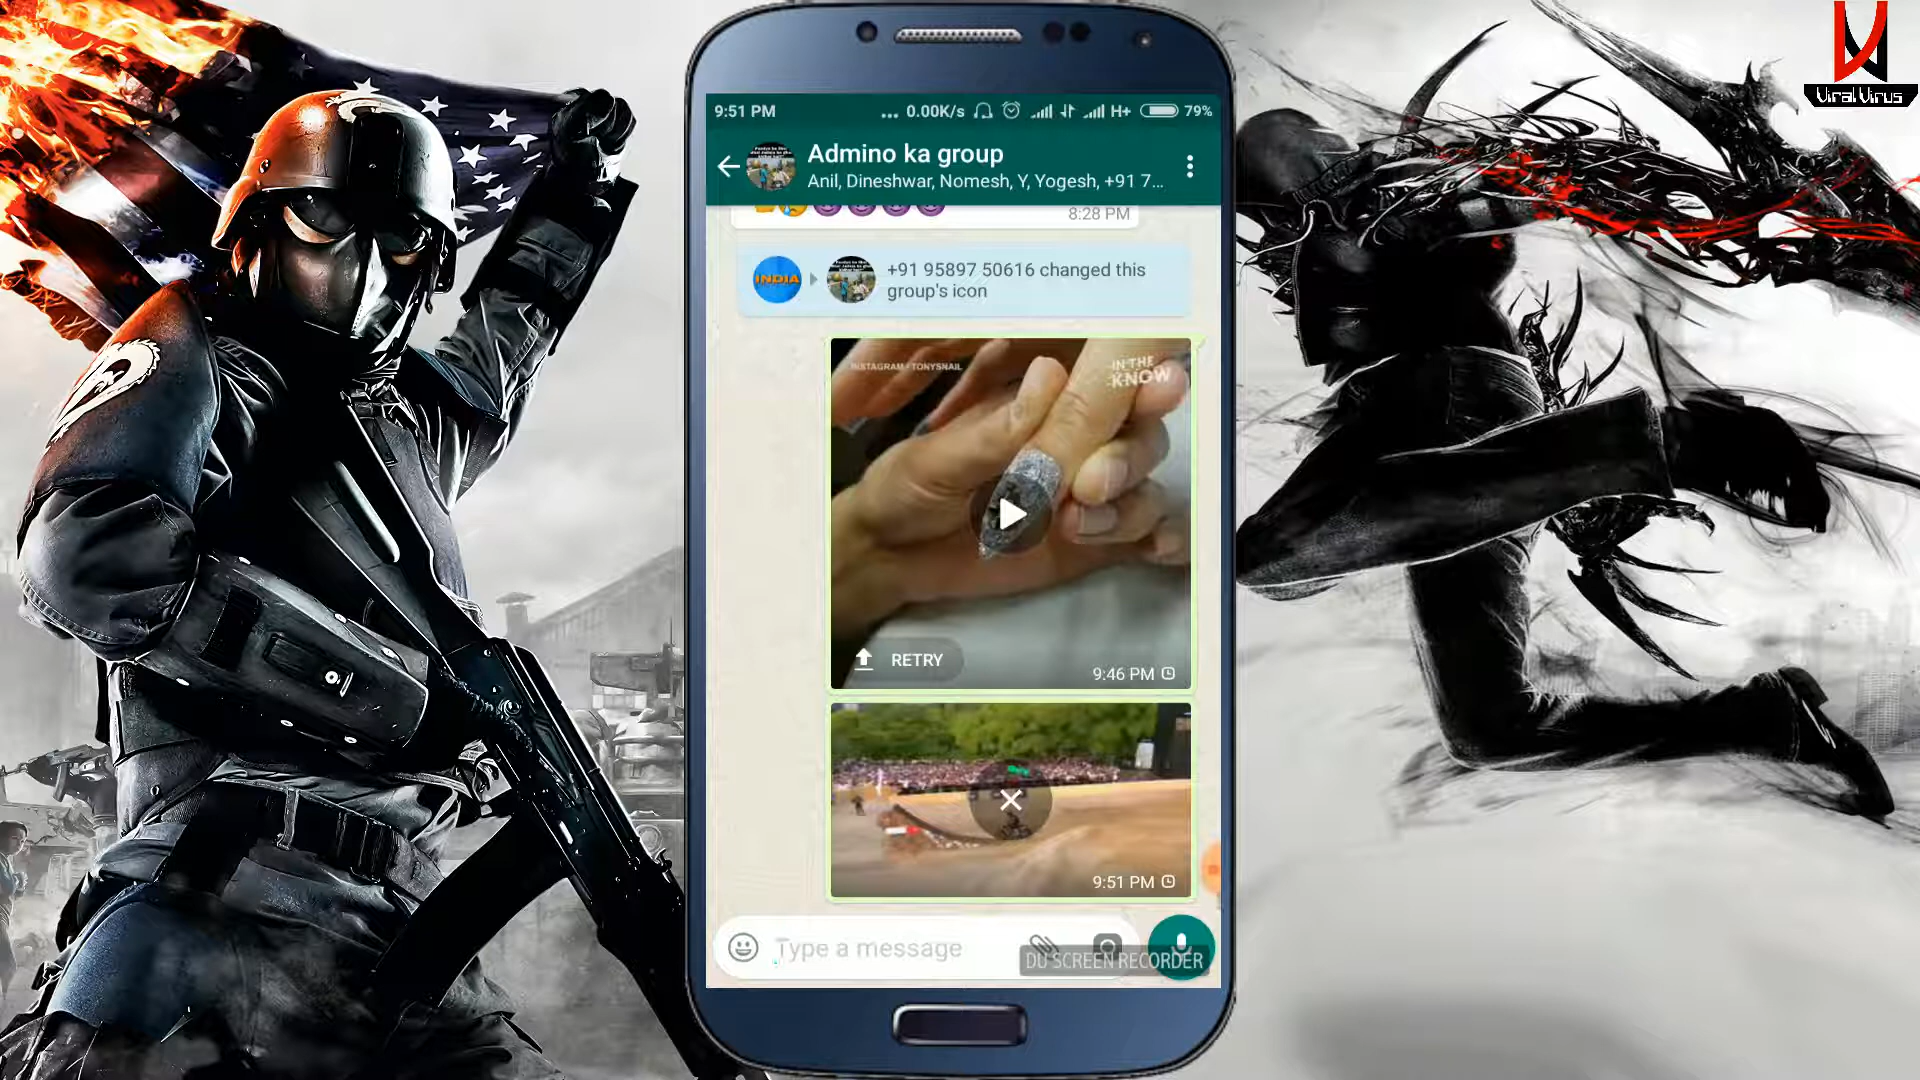 Viral Virus
9:51 PM
... 0.00K/s H+ 79%
Admino ka group
Anil, Dineshwar, Nomesh, Y, Yogesh, +91 7...
8:28 PM
INDIA
+91 95897 50616 changed this
group's icon
INSTAGRAM - TONYSNAIL
IN THE
KNOW
RETRY
9:46 PM
9:51 PM
Type a message
DU SCREEN RECORDER